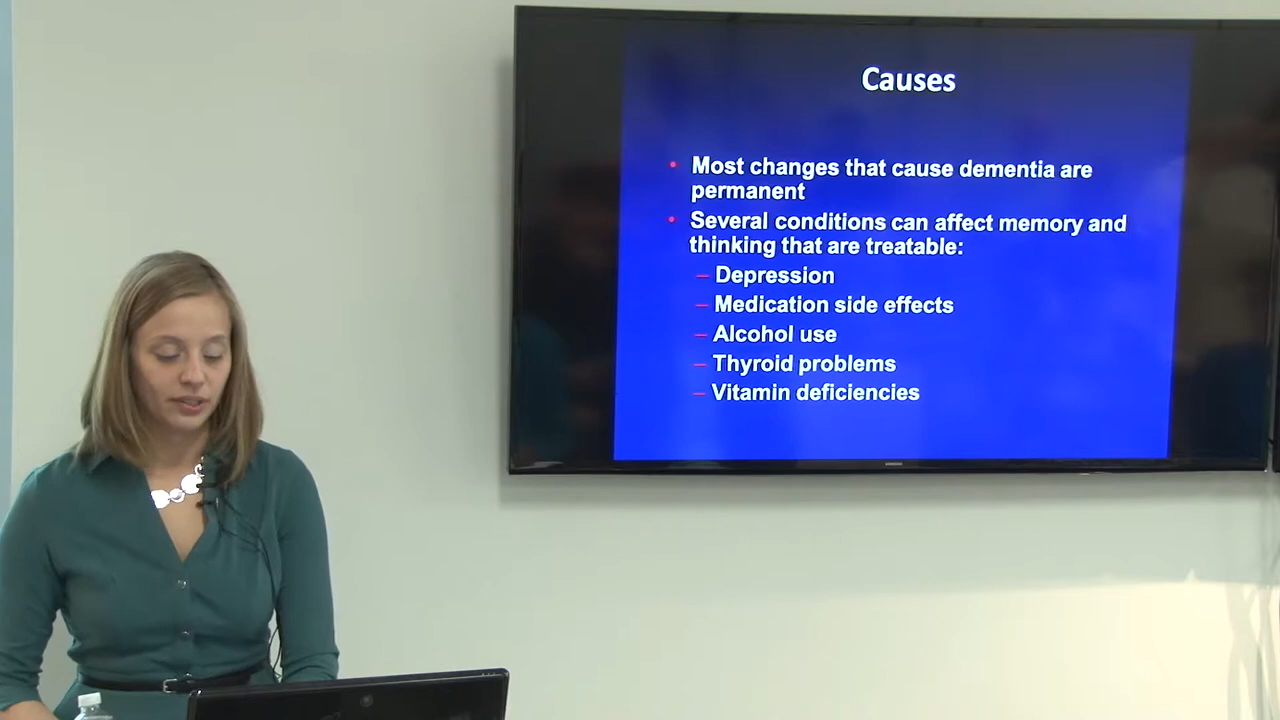 Causes
• Most changes that cause dementia are
permanent
• Several conditions can affect memory and
thinking that are treatable:
– Depression
– Medication side effects
– Alcohol use
– Thyroid problems
– Vitamin deficiencies